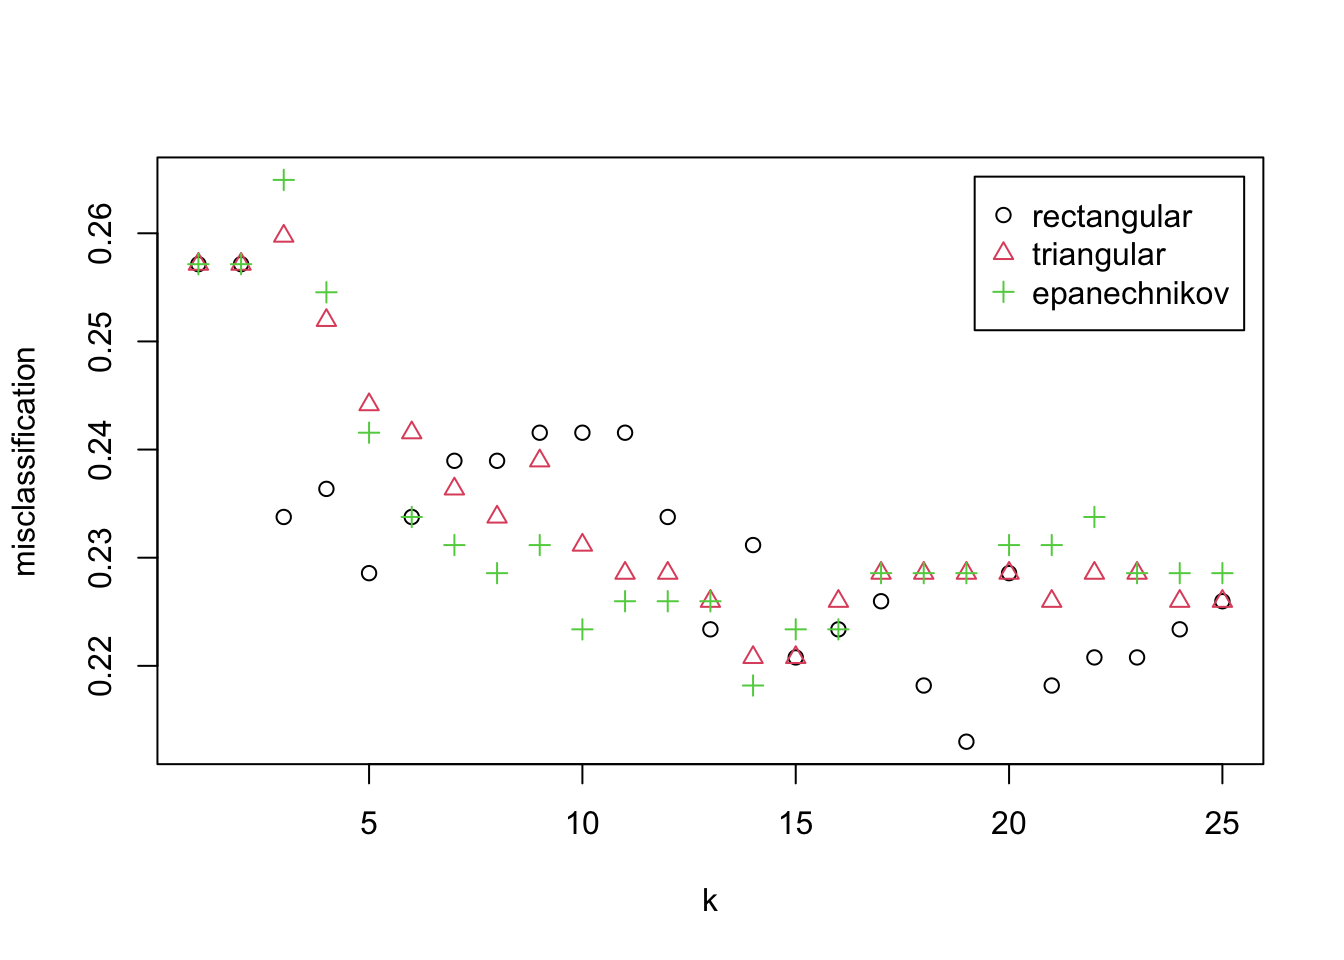 rectangular
triangular
epanechnikov
misclassification
0.26
0.25
0.24
0.23
0.22
5 10 15 20 25
k